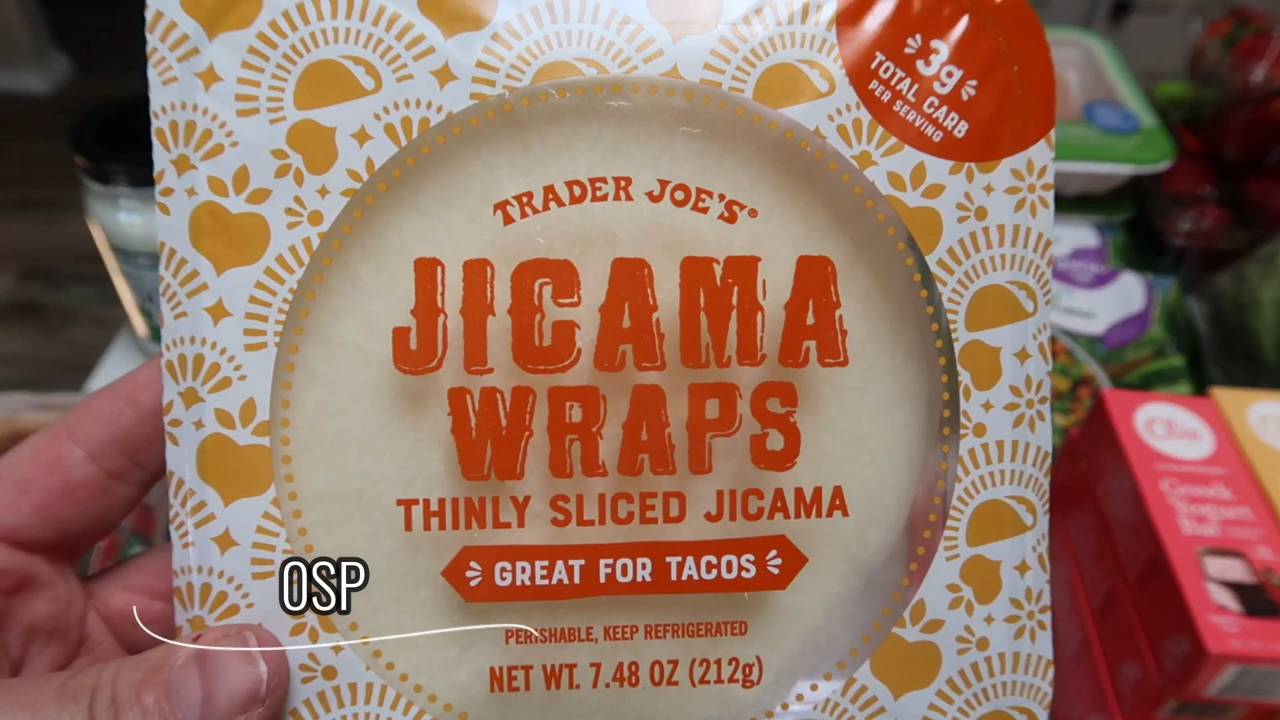 3g
TOTAL CARB
PER SERVING
TRADER JOE'S®
JICAMA
WRAPS
THINLY SLICED JICAMA
GREAT FOR TACOS
0SP
PERISHABLE, KEEP REFRIGERATED
NET WT. 7.48 OZ (212g)
Greek
Yogurt
Bar